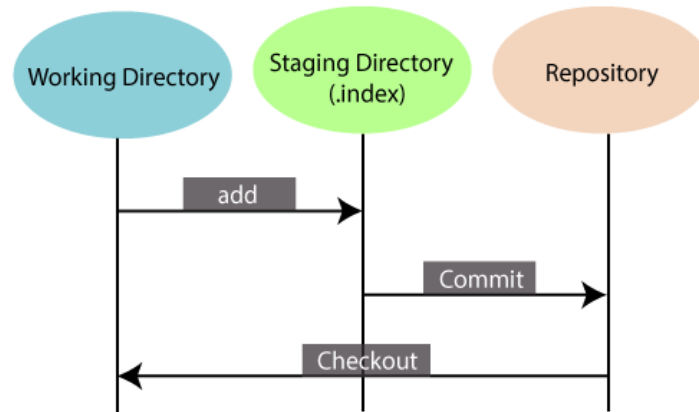 Working Directory
Staging Directory
(.index)
Repository
add
Commit
Checkout